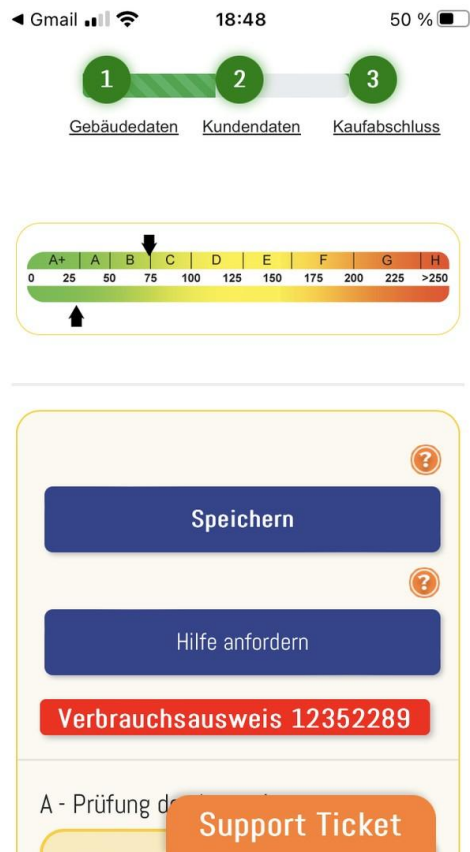 ◀ Gmail 18:48 50 %
1 2 3
Gebäudedaten Kundendaten Kaufabschluss
A+ A B C D E F G H
0 25 50 75 100 125 150 175 200 225 >250
?
Speichern
?
Hilfe anfordern
Verbrauchsausweis 12352289
A - Prüfung
Support Ticket